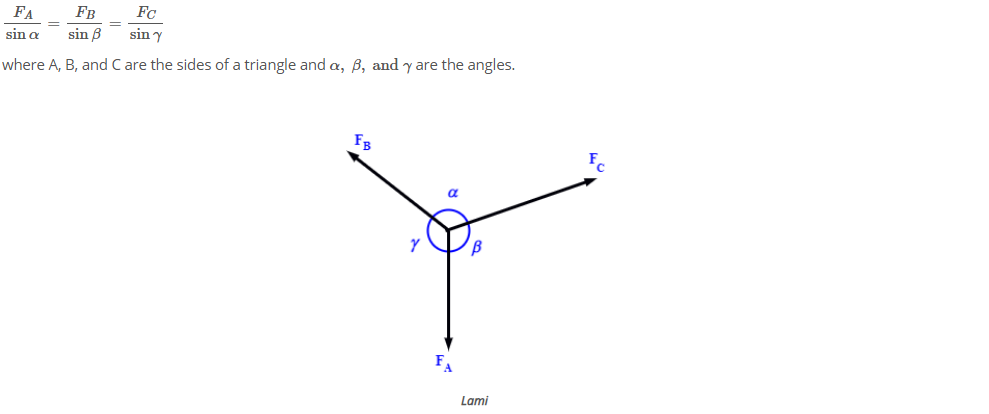 F_A / sin α = F_B / sin β = F_C / sin γ
where A, B, and C are the sides of a triangle and α, β, and γ are the angles.
F_B
F_C
α
γ
β
F_A
Lami